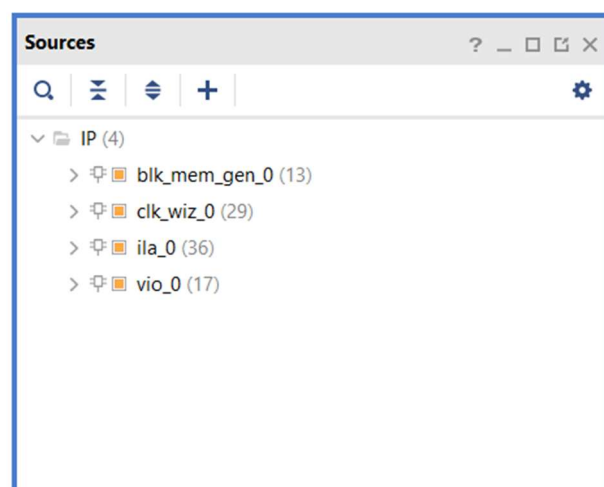 Sources
IP (4)
blk_mem_gen_0 (13)
clk_wiz_0 (29)
ila_0 (36)
vio_0 (17)